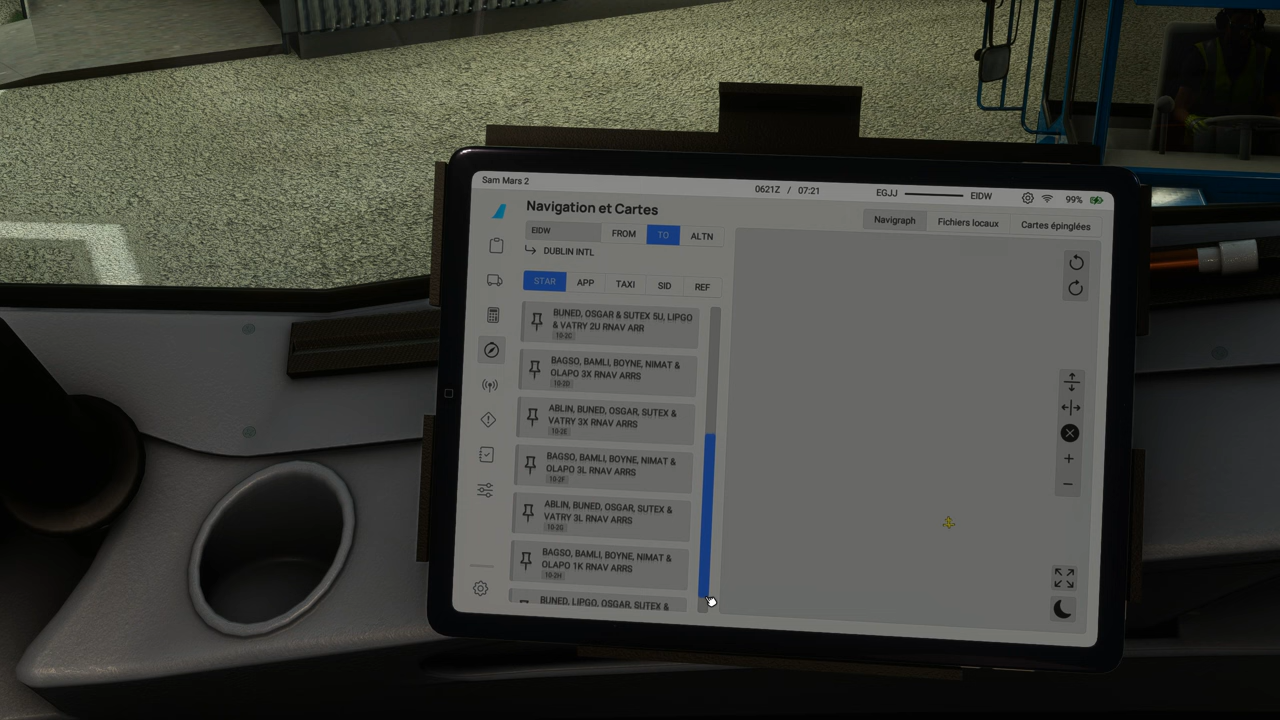 Sam Mars 2
0621Z / 07:21
EGJJ
EIDW
99%
Navigation et Cartes
Navigraph
Fichiers locaux
Cartes épinglées
EIDW
FROM
TO
ALTN
DUBLIN INTL
STAR
APP
TAXI
SID
REF
BUNED, OSGAR & SUTEX 5U, LIPGO
& VATRY 2U RNAV ARR
10-2C
BAGSO, BAMLI, BOYNE, NIMAT &
OLAPO 3X RNAV ARRS
10-2D
ABLIN, BUNED, OSGAR, SUTEX &
VATRY 3X RNAV ARRS
10-2E
BAGSO, BAMLI, BOYNE, NIMAT &
OLAPO 3L RNAV ARRS
10-2F
ABLIN, BUNED, OSGAR, SUTEX &
VATRY 3L RNAV ARRS
10-2G
BAGSO, BAMLI, BOYNE, NIMAT &
OLAPO 1K RNAV ARRS
10-2H
BUNED, LIPGO, OSGAR, SUTEX &